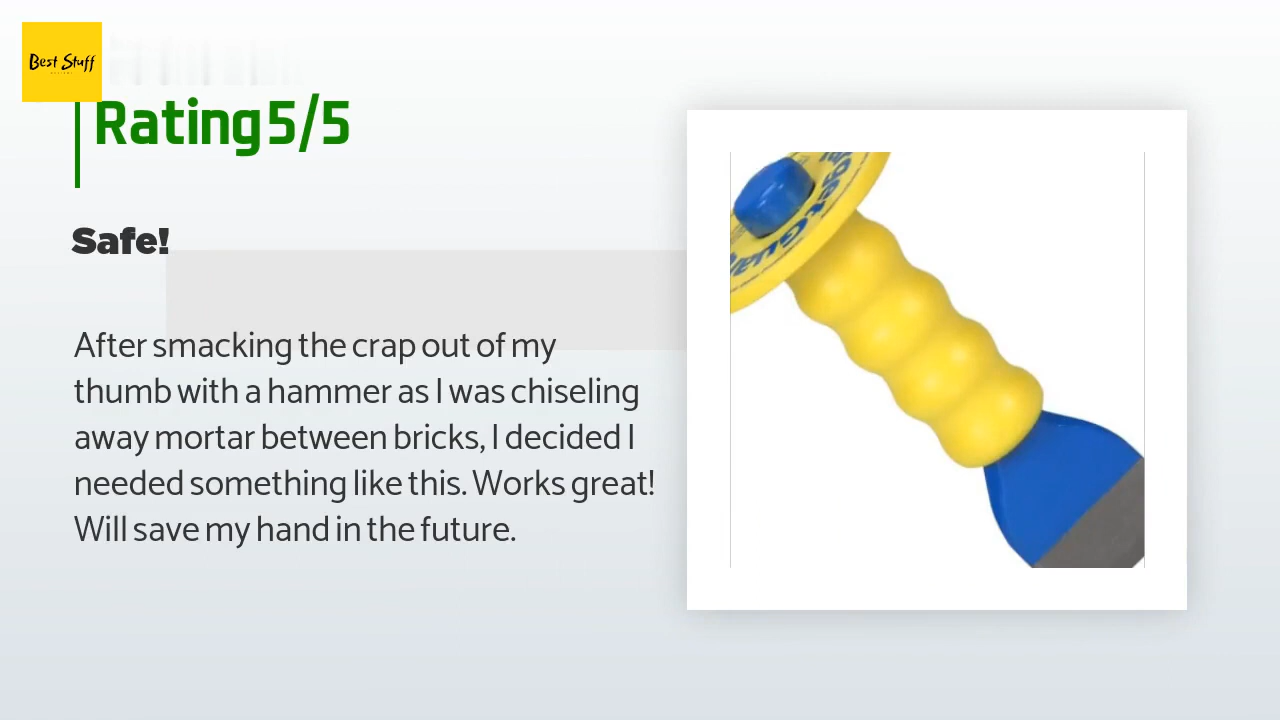 Best Stuff
Rating 5/5
Safe!
After smacking the crap out of my
thumb with a hammer as I was chiseling
away mortar between bricks, I decided I
needed something like this. Works great!
Will save my hand in the future.